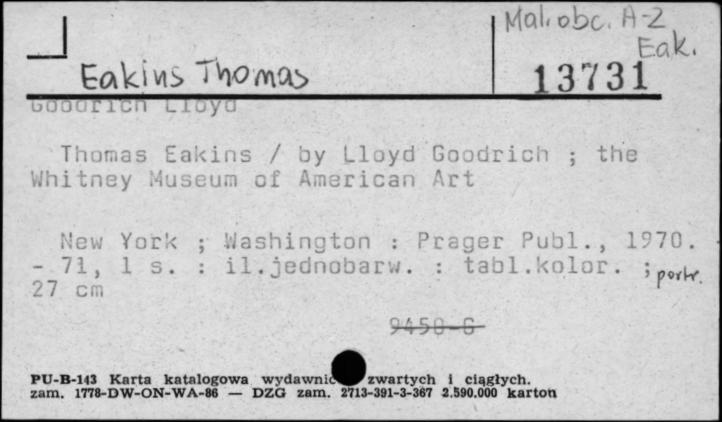 Mal. obc. A-Z
Eak.
Eakins Thomas
13731
Goodrich Lloyd
Thomas Eakins / by Lloyd Goodrich ; the
Whitney Museum of American Art
New York ; Washington : Prager Publ., 1970.
- 71, 1 s. : il.jednobarw. : tabl.kolor. ; portr.
27 cm
9450-G
PU-B-143 Karta katalogowa wydawnic zwartych i ciągłych.
zam. 1778-DW-ON-WA-86 — DZG zam. 2713-391-3-367 2.590.000 karton